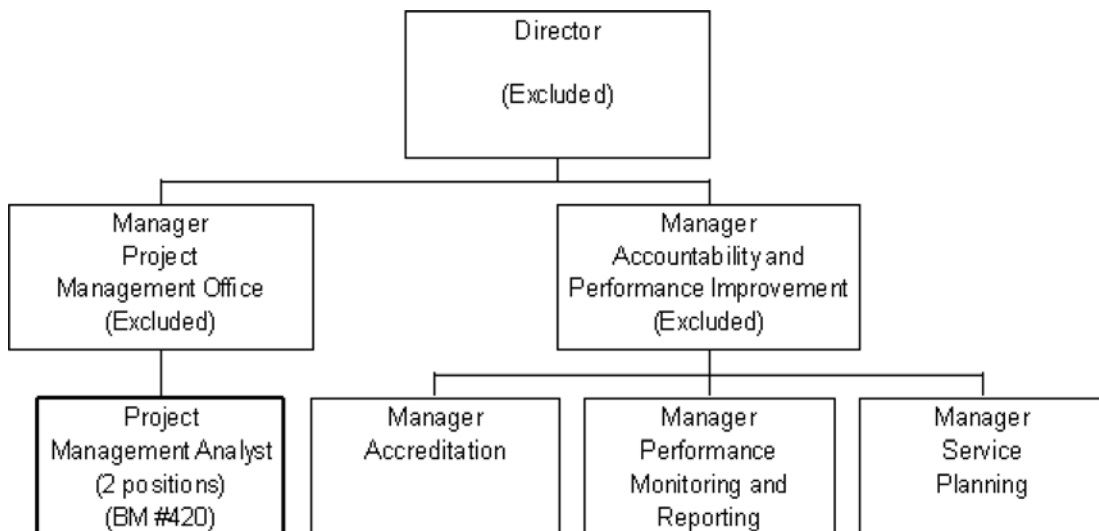 Director
(Excluded)
Manager
Project
Management Office
(Excluded)
Manager
Accountability and
Performance Improvement
(Excluded)
Project
Management Analyst
(2 positions)
(BM #420)
Manager
Accreditation
Manager
Performance
Monitoring and
Reporting
Manager
Service
Planning